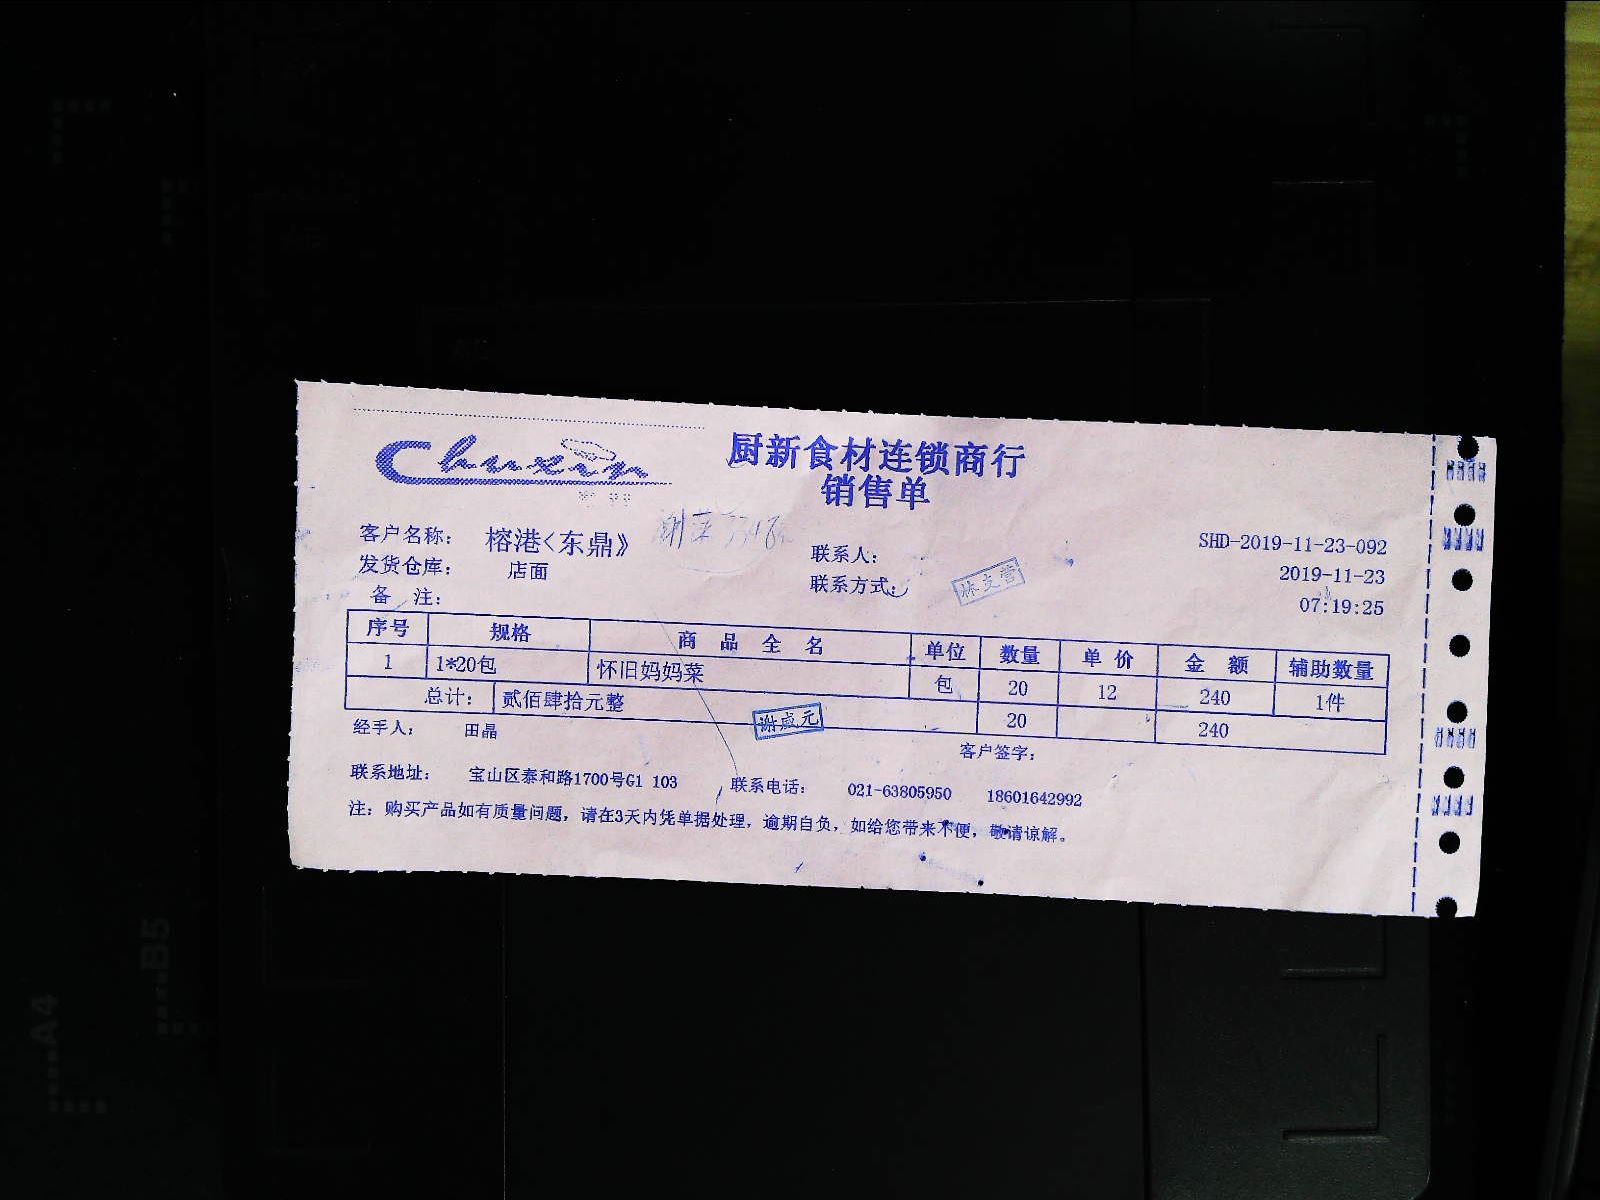 Chuxin
厨新食材连锁商行
销售单
客户名称： 榕港<东鼎》 联系人： SHD-2019-11-23-092
发货仓库： 店面 联系方式： 2019-11-23
备 注： 07:19:25
序号 规格 商品全名 单位 数量 单价 金额 辅助数量
1 1*20包 怀旧妈妈菜 包 20 12 240 1件
总计： 贰佰肆拾元整 20 240
经手人： 田晶 客户签字：
联系地址： 宝山区泰和路1700号G1 103 联系电话： 021-63805950 18601642992
注：购买产品如有质量问题，请在3天内凭单据处理，逾期自负，如给您带来不便，敬请谅解。
A4
B5